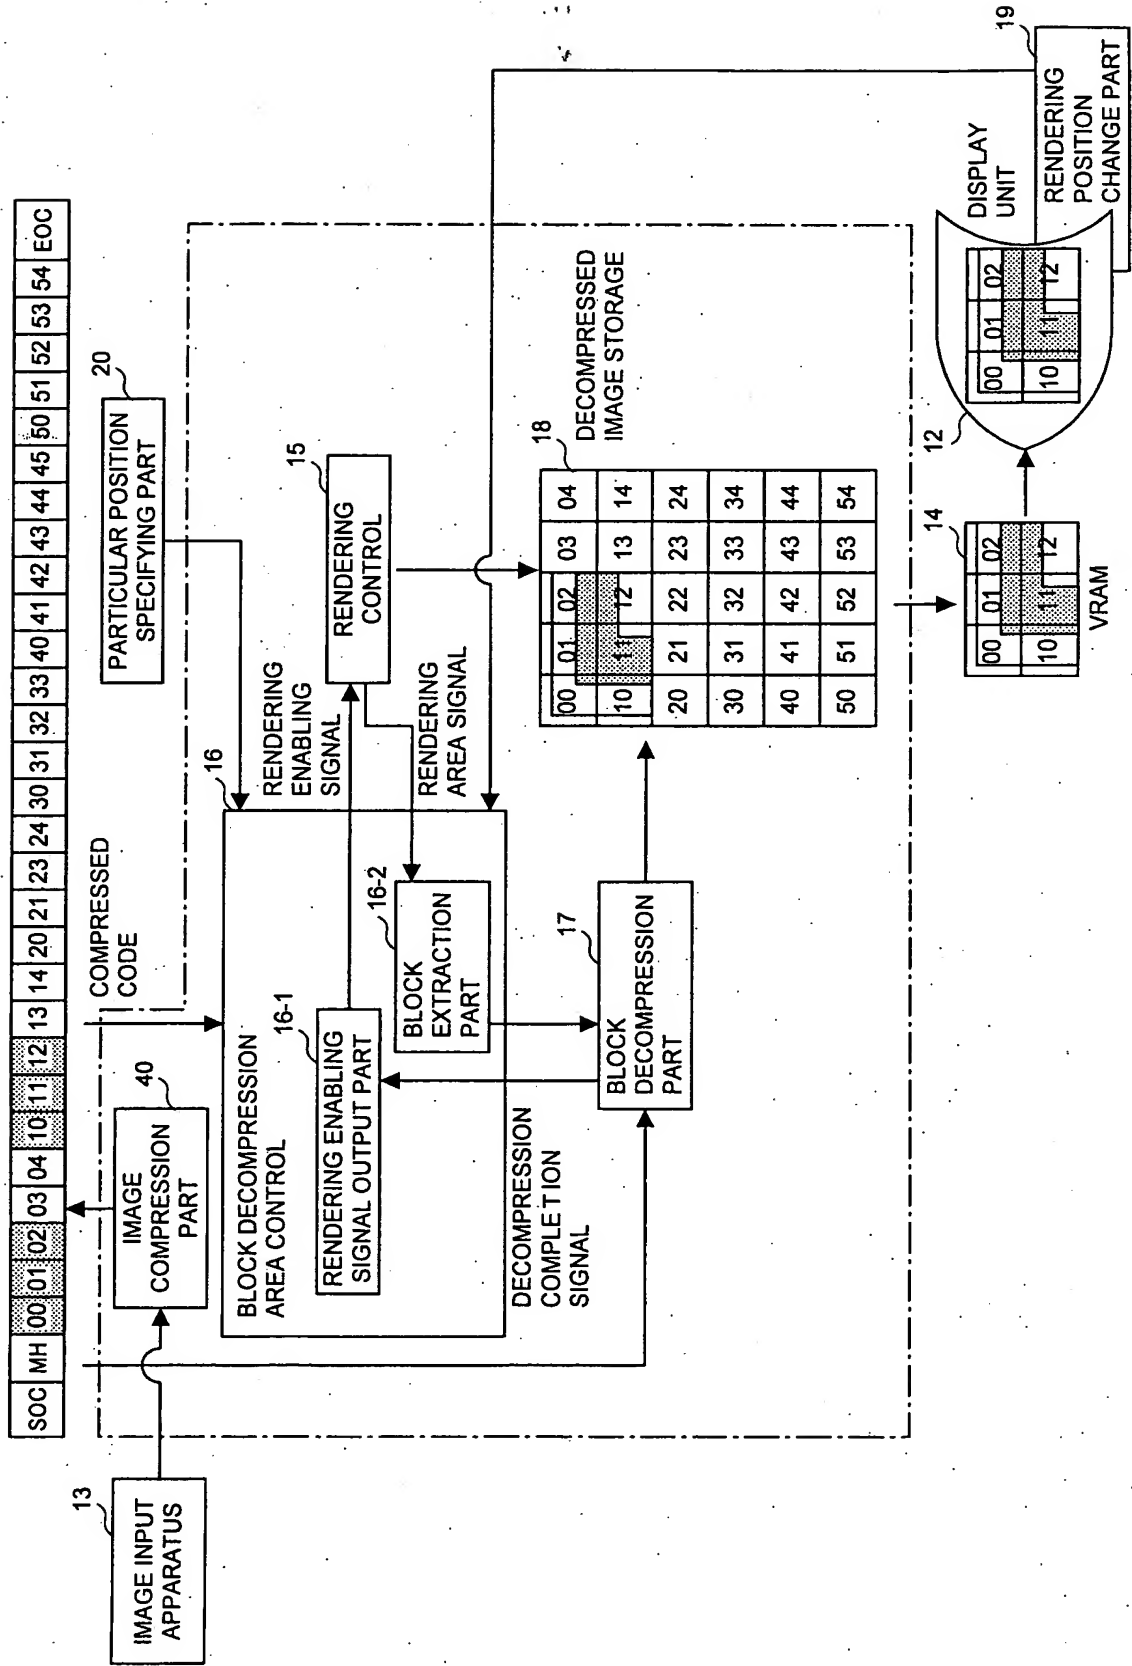 SOC MH 00 01 02 03 04 10 11 12 13 14 20 21 23 24 30 31 32 33 40 41 42 43 44 45 50 51 52 53 54 EOC
13
IMAGE INPUT
APPARATUS
40
IMAGE
COMPRESSION
PART
COMPRESSED
CODE
20
PARTICULAR POSITION
SPECIFYING PART
16
BLOCK DECOMPRESSION
AREA CONTROL
16-1
RENDERING ENABLING
SIGNAL OUTPUT PART
16-2
BLOCK
EXTRACTION
PART
RENDERING
ENABLING
SIGNAL
15
RENDERING
CONTROL
RENDERING
AREA SIGNAL
DECOMPRESSION
COMPLETION
SIGNAL
17
BLOCK
DECOMPRESSION
PART
18
DECOMPRESSED
IMAGE STORAGE
00 01 02 03 04
10 11 12 13 14
20 21 22 23 24
30 31 32 33 34
40 41 42 43 44
50 51 52 53 54
14
00 01 02
10 11 12
VRAM
12
DISPLAY
UNIT
00 01 02
10 11 12
19
RENDERING
POSITION
CHANGE PART